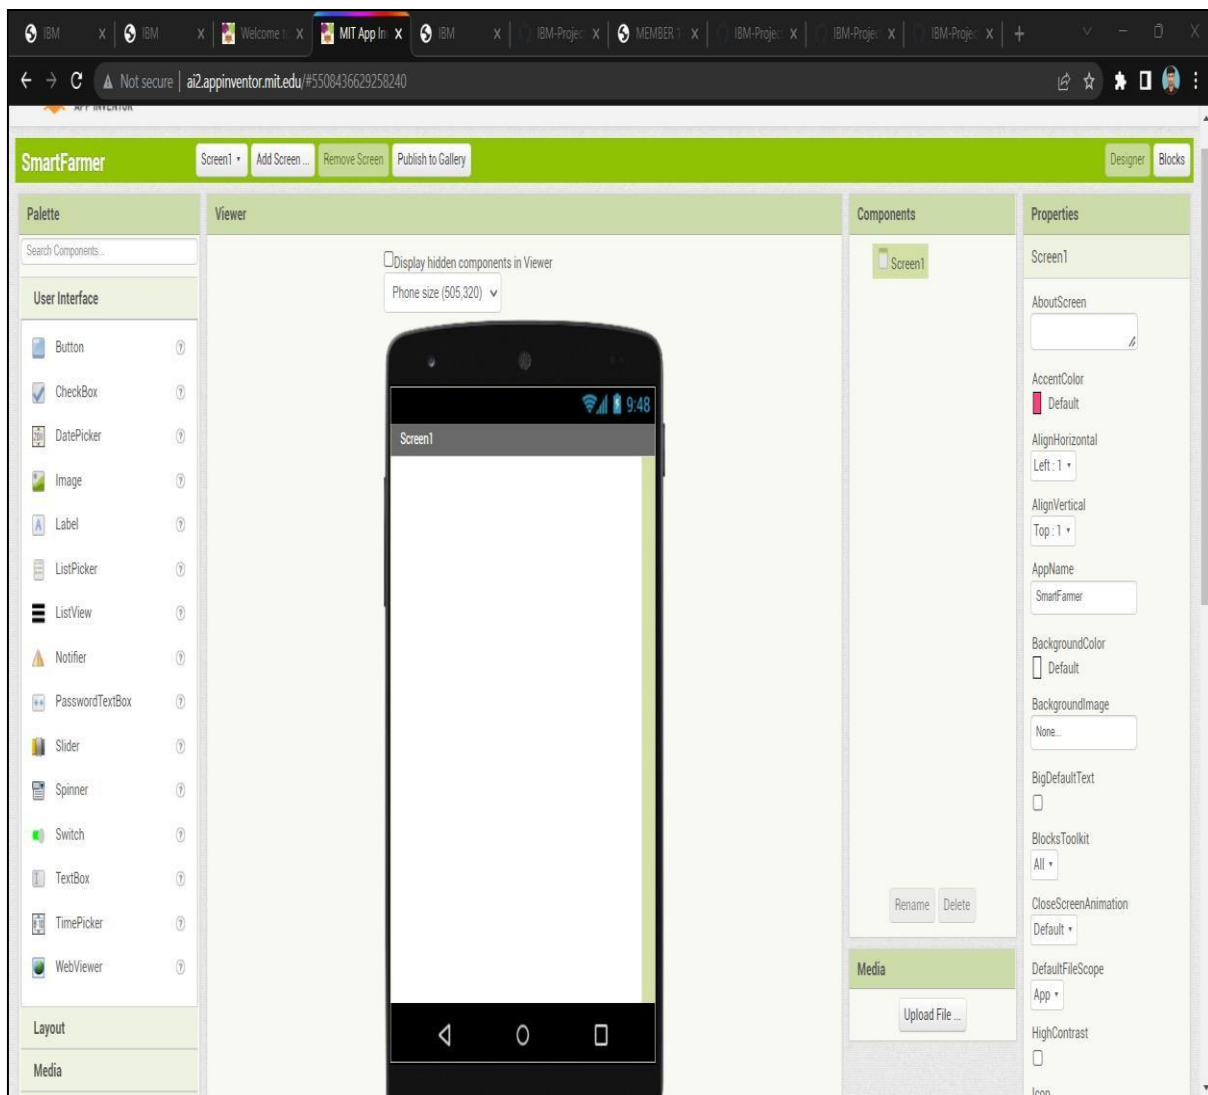 IBM
IBM
Welcome t
MIT App In
IBM
IBM-Projec
MEMBER 1
IBM-Projec
IBM-Projec
IBM-Projec
Not secure | ai2.appinventor.mit.edu/#5508436629258240
APP INVENTOR
SmartFarmer
Screen1
Add Screen ...
Remove Screen
Publish to Gallery
Designer
Blocks
Palette
Viewer
Components
Properties
Search Components...
User Interface
Button
CheckBox
DatePicker
Image
Label
ListPicker
ListView
Notifier
PasswordTextBox
Slider
Spinner
Switch
TextBox
TimePicker
WebViewer
Layout
Media
Display hidden components in Viewer
Phone size (505,320)
9:48
Screen1
Screen1
Rename
Delete
Media
Upload File ...
Screen1
AboutScreen
AccentColor
Default
AlignHorizontal
Left : 1
AlignVertical
Top : 1
AppName
SmartFarmer
BackgroundColor
Default
BackgroundImage
None...
BigDefaultText
BlocksToolkit
All
CloseScreenAnimation
Default
DefaultFileScope
App
HighContrast
Icon